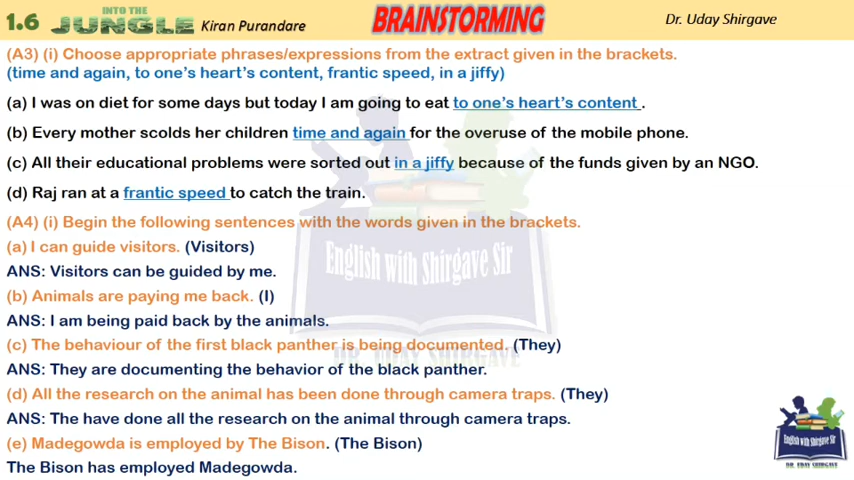 1.6 INTO THE JUNGLE Kiran Purandare BRAINSTORMING Dr. Uday Shirgave
(A3) (i) Choose appropriate phrases/expressions from the extract given in the brackets.
(time and again, to one's heart's content, frantic speed, in a jiffy)
(a) I was on diet for some days but today I am going to eat to one's heart's content .
(b) Every mother scolds her children time and again for the overuse of the mobile phone.
(c) All their educational problems were sorted out in a jiffy because of the funds given by an NGO.
(d) Raj ran at a frantic speed to catch the train.
(A4) (i) Begin the following sentences with the words given in the brackets.
(a) I can guide visitors. (Visitors)
ANS: Visitors can be guided by me.
(b) Animals are paying me back. (I)
ANS: I am being paid back by the animals.
(c) The behaviour of the first black panther is being documented. (They)
ANS: They are documenting the behavior of the black panther.
(d) All the research on the animal has been done through camera traps. (They)
ANS: The have done all the research on the animal through camera traps.
(e) Madegowda is employed by The Bison. (The Bison)
The Bison has employed Madegowda.
English with Shirgave Sir
DR. UDAY SHIRGAVE
English with Shirgave Sir
DR. UDAY SHIRGAVE